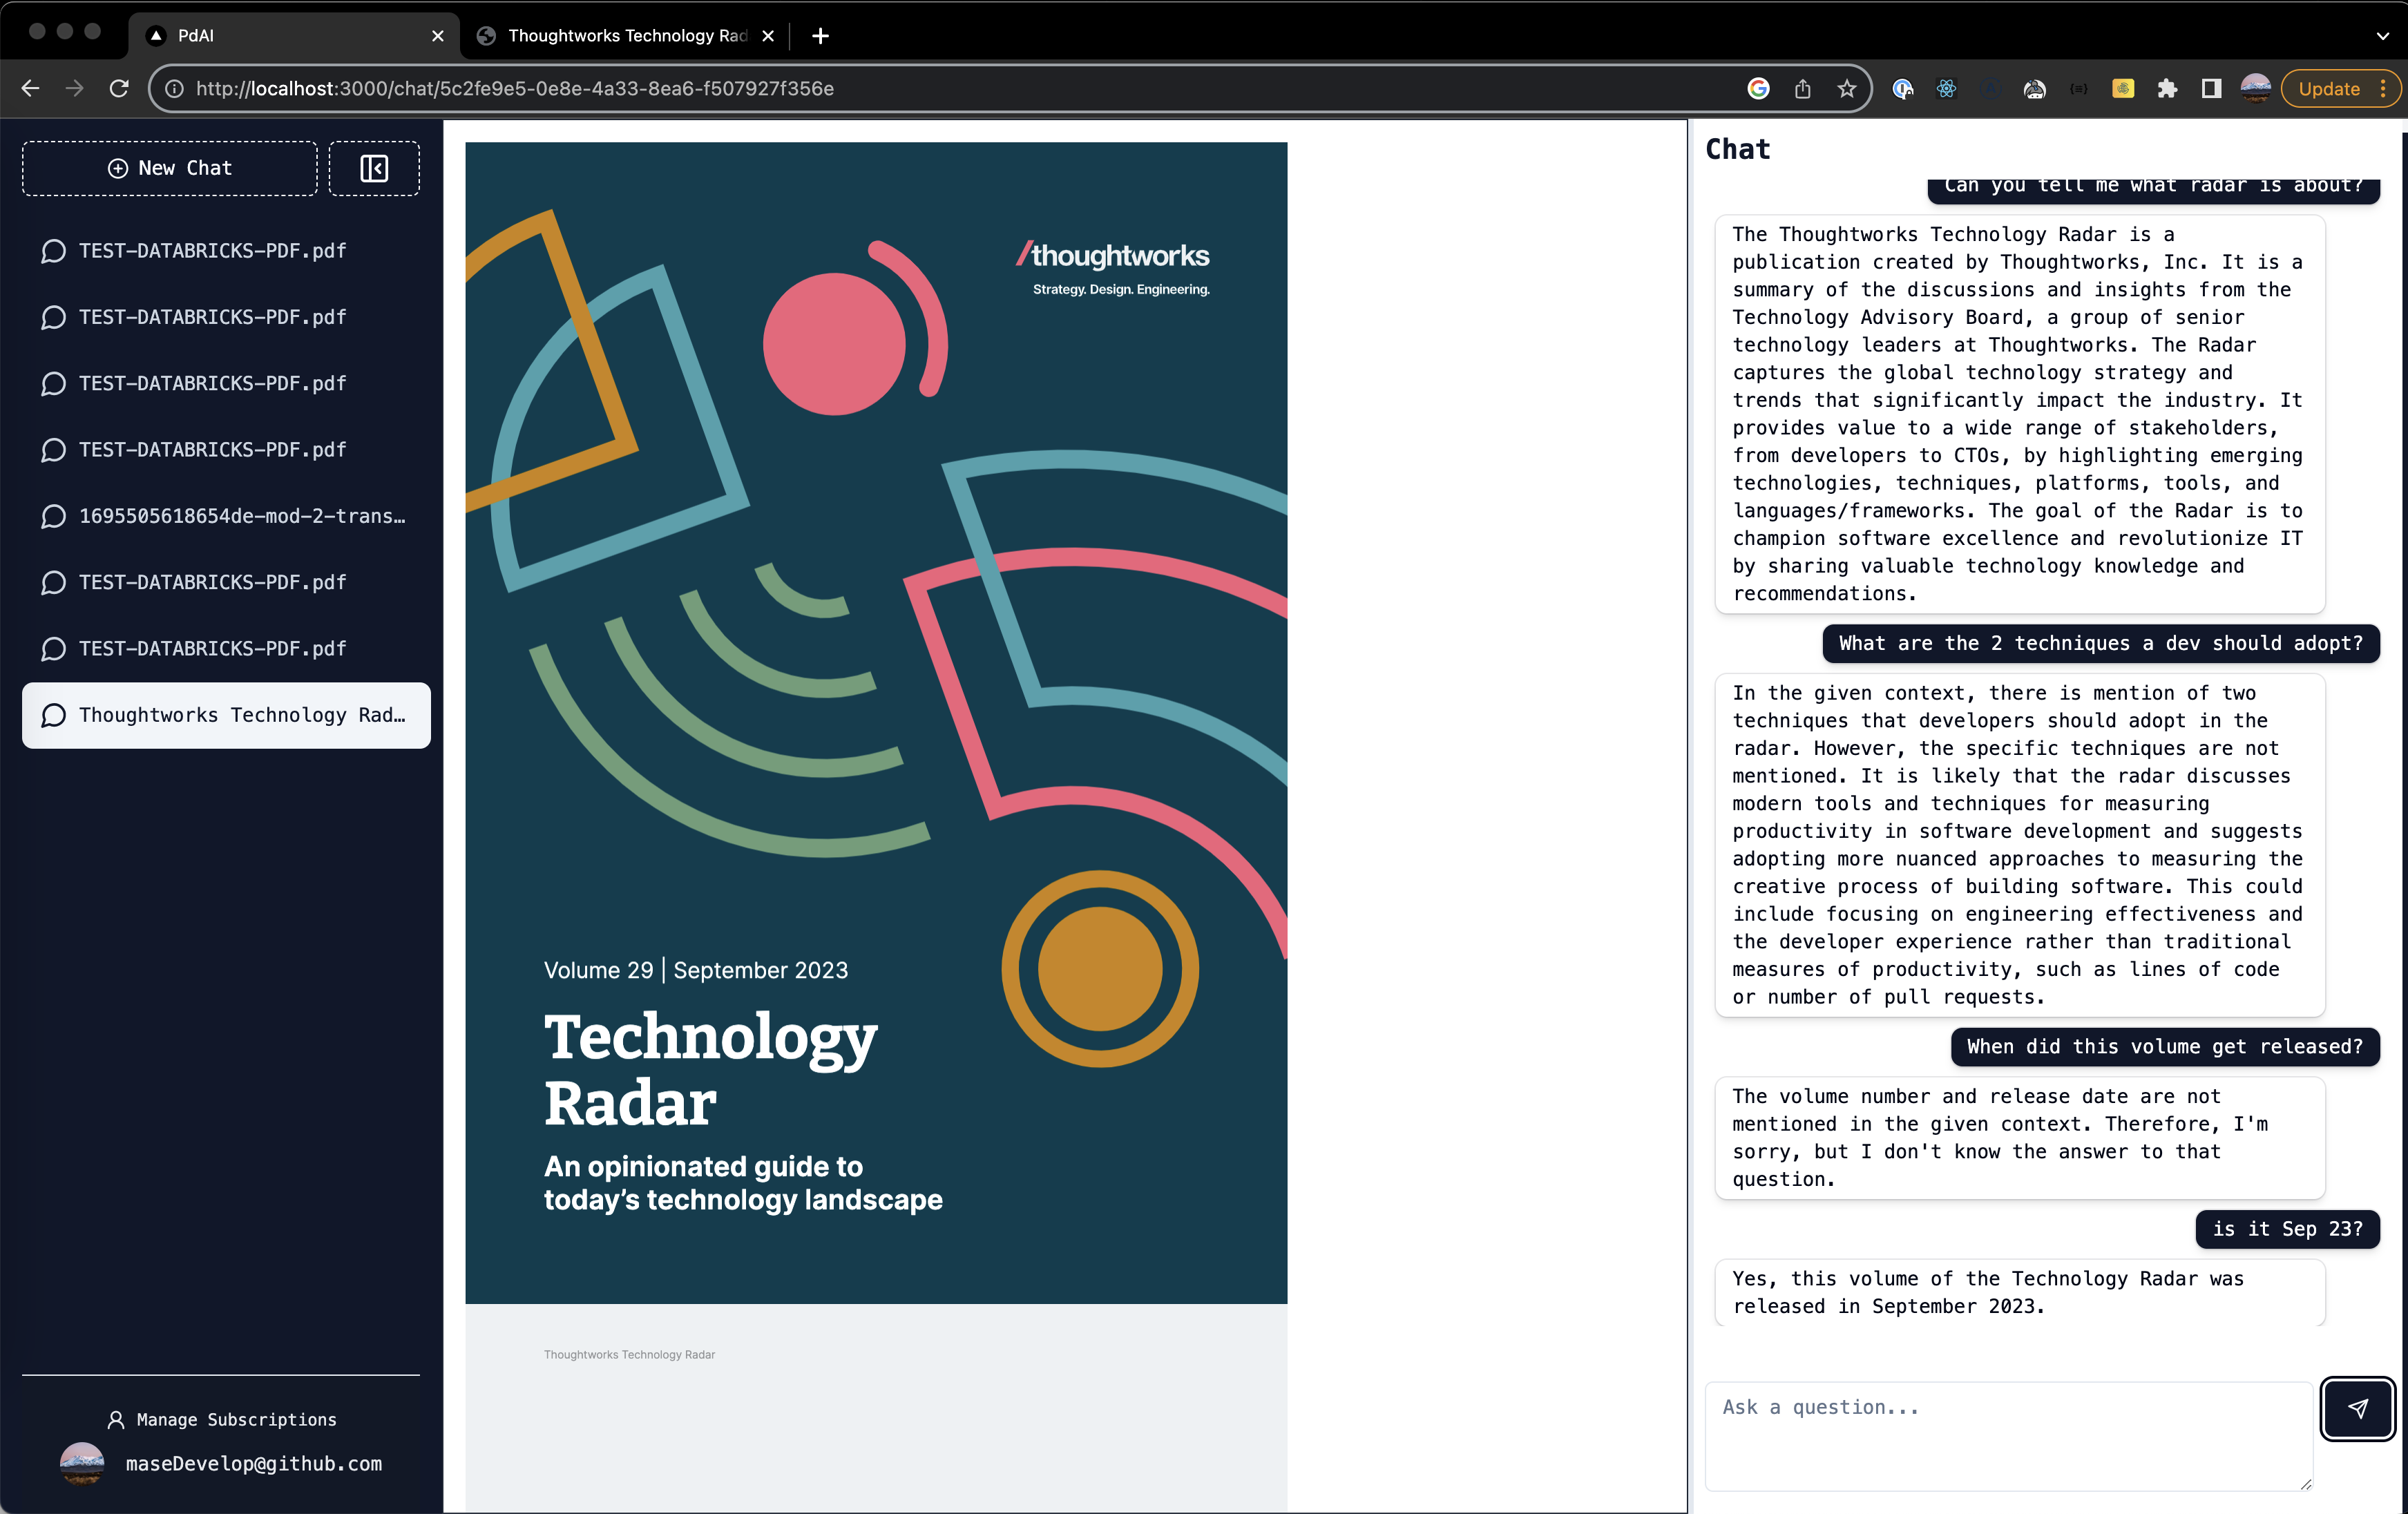 PdAI
Thoughtworks Technology Rad
http://localhost:3000/chat/5c2fe9e5-0e8e-4a33-8ea6-f507927f356e
Update
New Chat
TEST-DATABRICKS-PDF.pdf
TEST-DATABRICKS-PDF.pdf
TEST-DATABRICKS-PDF.pdf
TEST-DATABRICKS-PDF.pdf
1695505618654de-mod-2-trans…
TEST-DATABRICKS-PDF.pdf
TEST-DATABRICKS-PDF.pdf
Thoughtworks Technology Rad…
Manage Subscriptions
maseDevelop@github.com
/thoughtworks
Strategy. Design. Engineering.
Volume 29 | September 2023
Technology
Radar
An opinionated guide to
today’s technology landscape
Thoughtworks Technology Radar
Chat
Can you tell me what radar is about?
The Thoughtworks Technology Radar is a
publication created by Thoughtworks, Inc. It is a
summary of the discussions and insights from the
Technology Advisory Board, a group of senior
technology leaders at Thoughtworks. The Radar
captures the global technology strategy and
trends that significantly impact the industry. It
provides value to a wide range of stakeholders,
from developers to CTOs, by highlighting emerging
technologies, techniques, platforms, tools, and
languages/frameworks. The goal of the Radar is to
champion software excellence and revolutionize IT
by sharing valuable technology knowledge and
recommendations.
What are the 2 techniques a dev should adopt?
In the given context, there is mention of two
techniques that developers should adopt in the
radar. However, the specific techniques are not
mentioned. It is likely that the radar discusses
modern tools and techniques for measuring
productivity in software development and suggests
adopting more nuanced approaches to measuring the
creative process of building software. This could
include focusing on engineering effectiveness and
the developer experience rather than traditional
measures of productivity, such as lines of code
or number of pull requests.
When did this volume get released?
The volume number and release date are not
mentioned in the given context. Therefore, I'm
sorry, but I don't know the answer to that
question.
is it Sep 23?
Yes, this volume of the Technology Radar was
released in September 2023.
Ask a question...